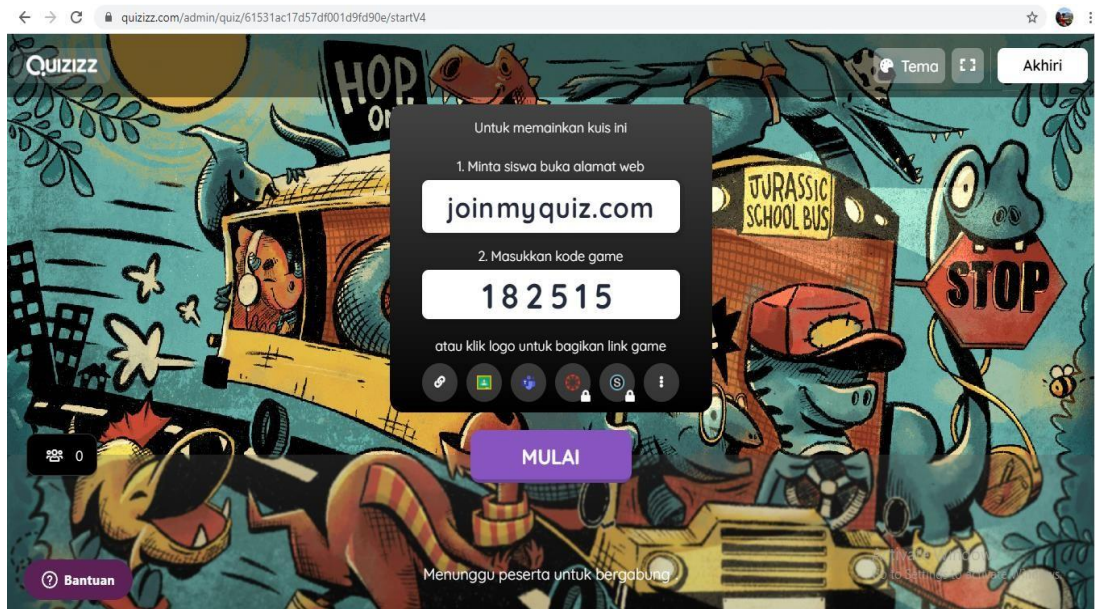 quizizz.com/admin/quiz/61531ac17d57df001d9fd90e/startV4
QUIZIZZ
Tema
Akhiri
HOP
ON
Untuk memainkan kuis ini
1. Minta siswa buka alamat web
joinmyquiz.com
2. Masukkan kode game
182515
atau klik logo untuk bagikan link game
S
JURASSIC
SCHOOL BUS
STOP
0
MULAI
Menunggu peserta untuk bergabung
Bantuan